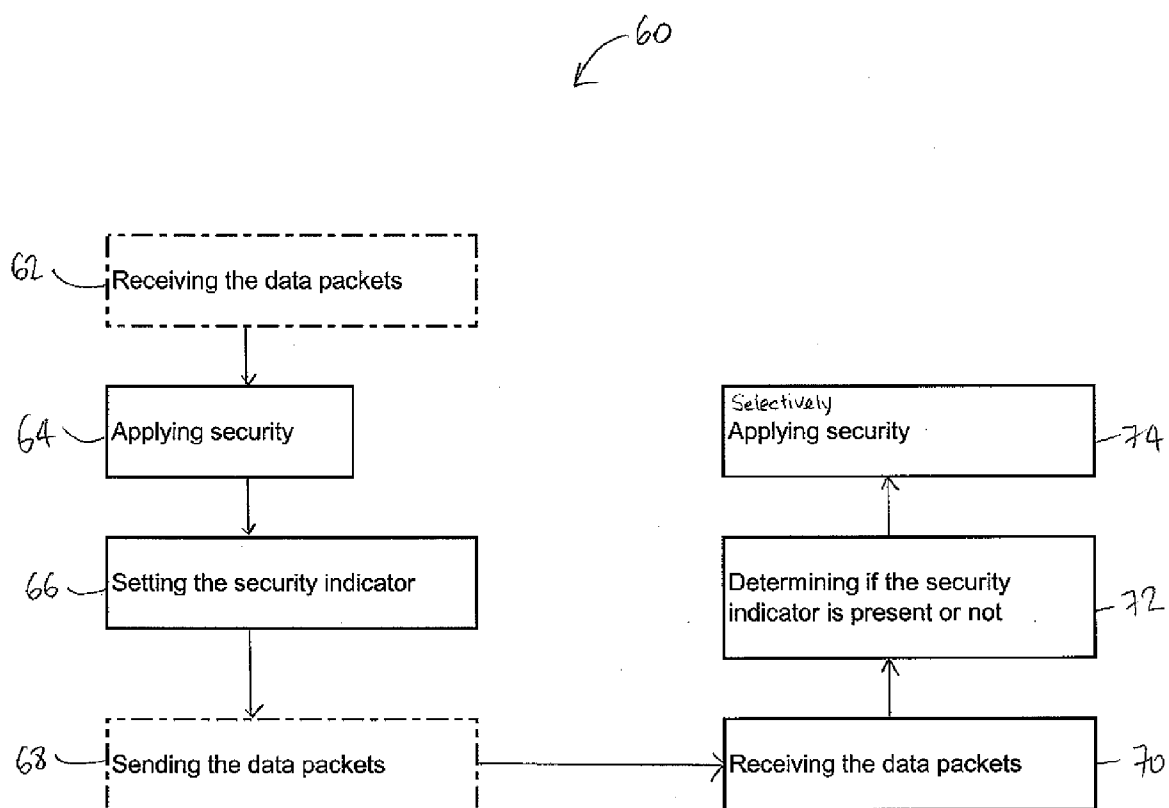 60
62 Receiving the data packets
64 Applying security
66 Setting the security indicator
68 Sending the data packets
Selectively
Applying security 74
Determining if the security
indicator is present or not 72
Receiving the data packets 70